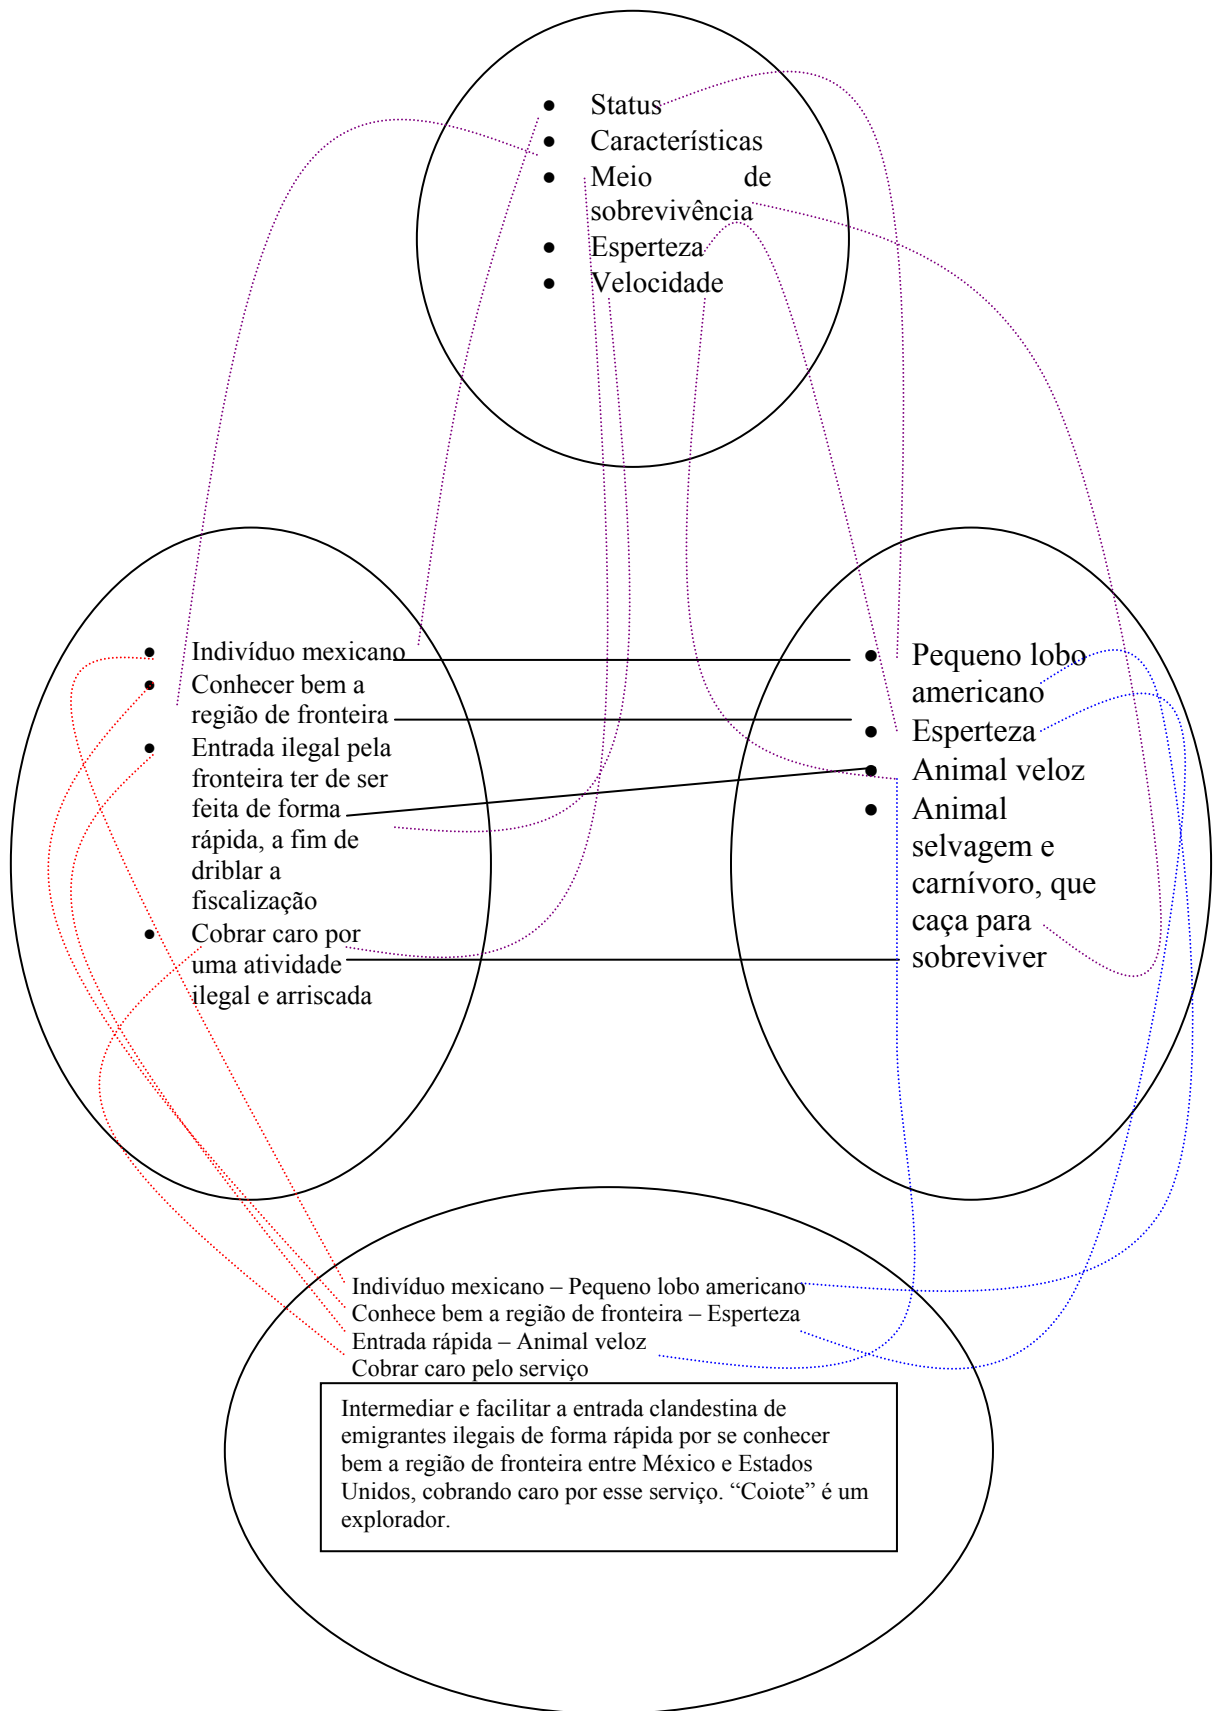 • Status
• Características
• Meio de
sobrevivência
• Esperteza
• Velocidade
• Indivíduo mexicano
• Conhecer bem a
região de fronteira
• Entrada ilegal pela
fronteira ter de ser
feita de forma
rápida, a fim de
driblar a
fiscalização
• Cobrar caro por
uma atividade
ilegal e arriscada
• Pequeno lobo
americano
• Esperteza
• Animal veloz
• Animal
selvagem e
carnívoro, que
caça para
sobreviver
Indivíduo mexicano – Pequeno lobo americano
Conhece bem a região de fronteira – Esperteza
Entrada rápida – Animal veloz
Cobrar caro pelo serviço
Intermediar e facilitar a entrada clandestina de
emigrantes ilegais de forma rápida por se conhecer
bem a região de fronteira entre México e Estados
Unidos, cobrando caro por esse serviço. “Coiote” é um
explorador.